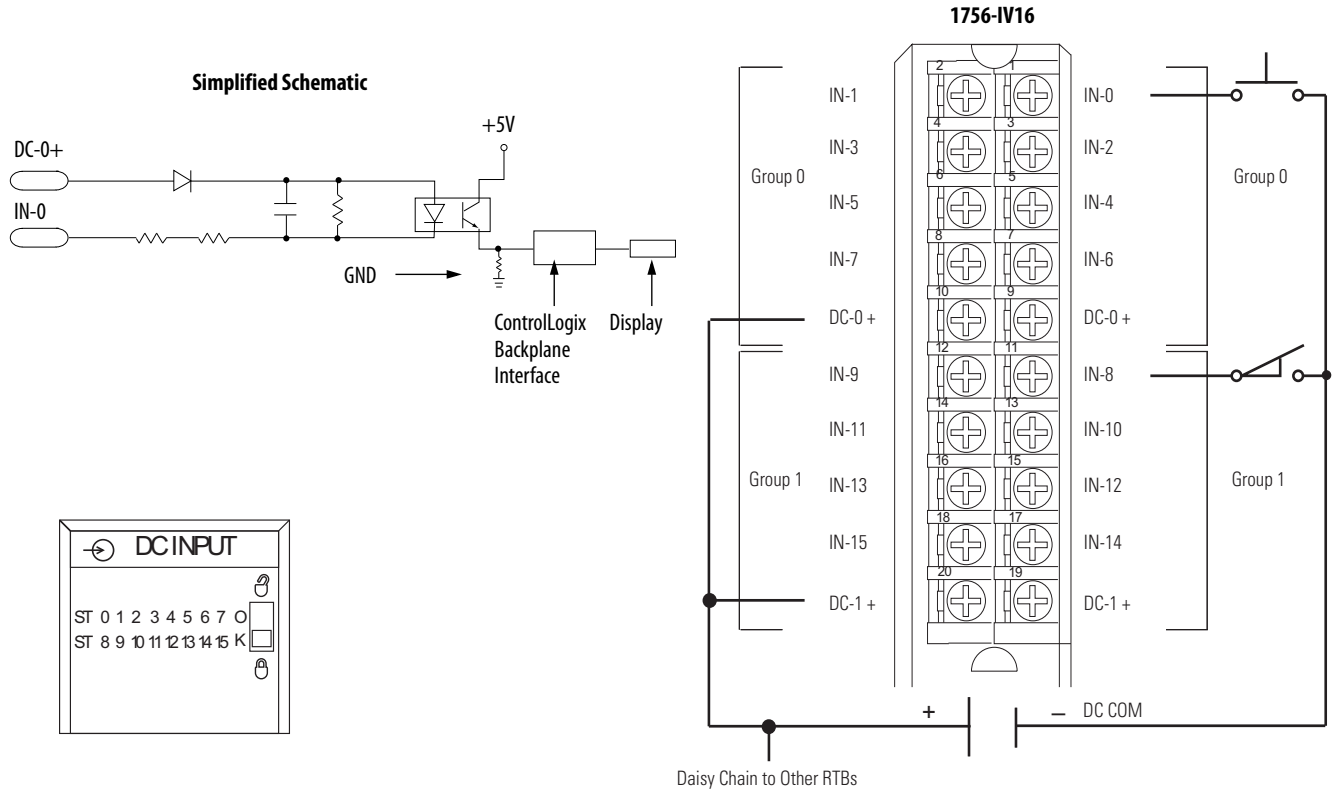 1756-IV16
Simplified Schematic
+5V
DC-0+
IN-0
GND
ControlLogix
Backplane
Interface
Display
DC INPUT
ST 0 1 2 3 4 5 6 7 O
ST 8 9 10 11 12 13 14 15 K
Group 0
Group 1
IN-1
IN-3
IN-5
IN-7
DC-0 +
IN-9
IN-11
IN-13
IN-15
DC-1 +
2 1
4 3
6 5
8 7
10 9
12 11
14 13
16 15
18 17
20 19
IN-0
IN-2
IN-4
IN-6
DC-0 +
IN-8
IN-10
IN-12
IN-14
DC-1 +
Group 0
Group 1
+ – DC COM
Daisy Chain to Other RTBs